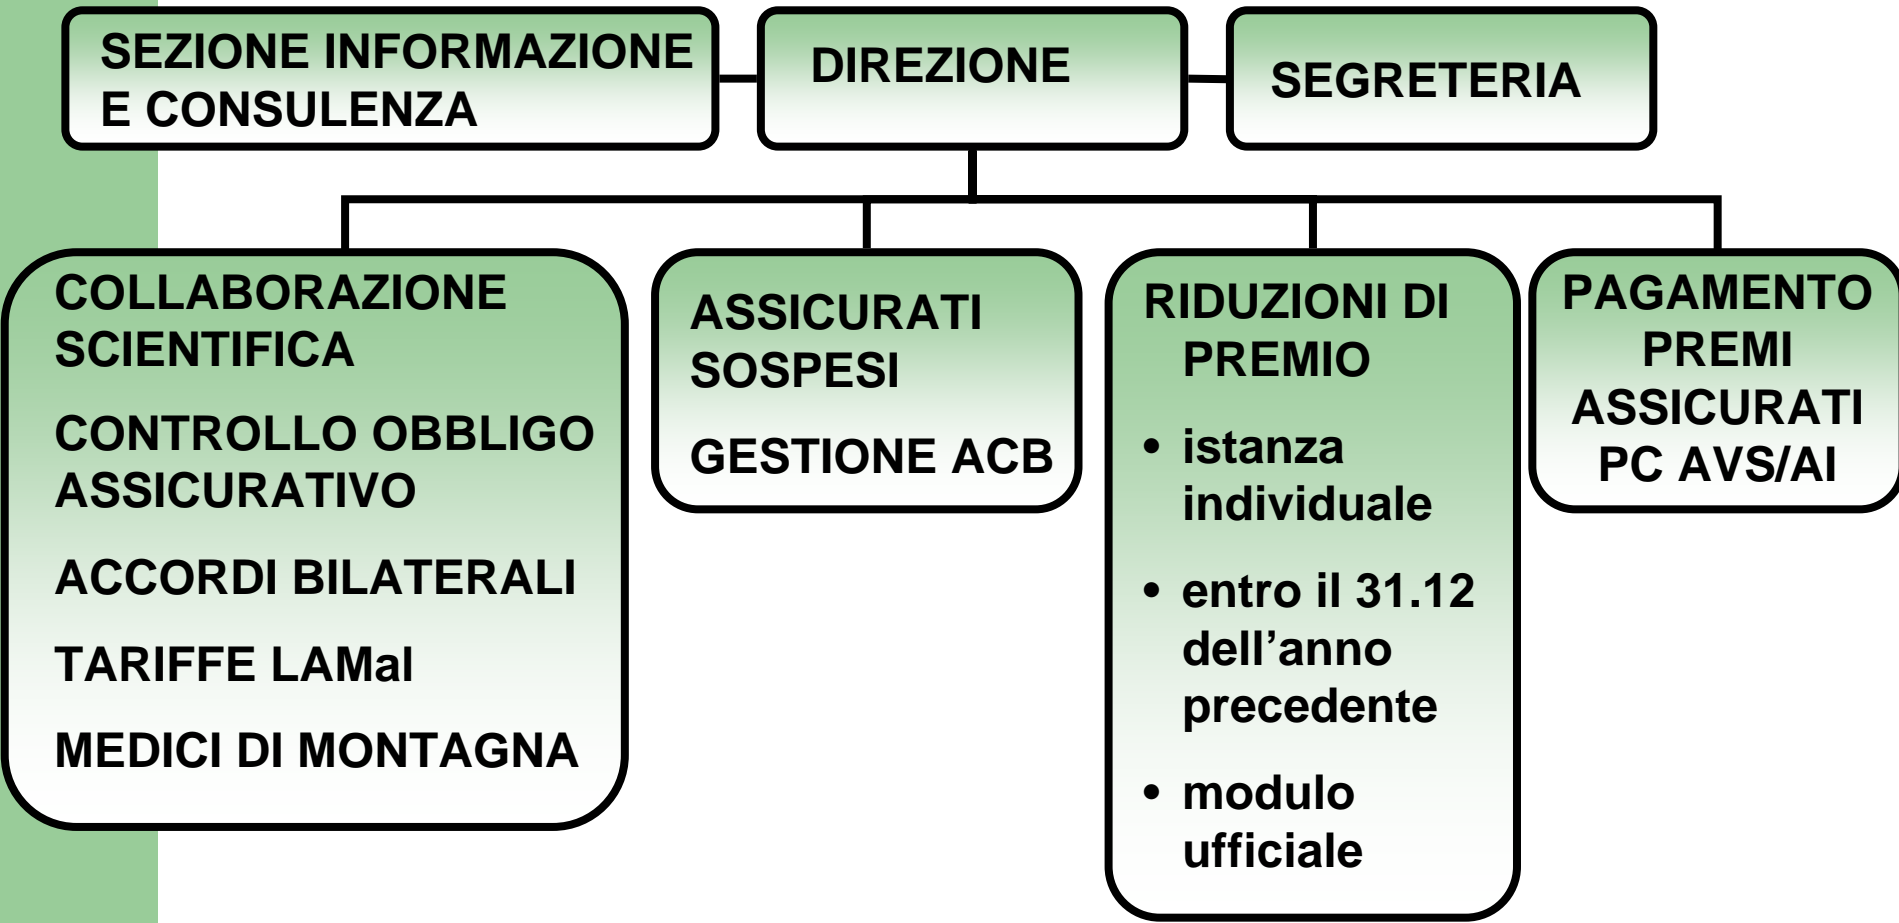 SEZIONE INFORMAZIONE
E CONSULENZA
DIREZIONE
SEGRETERIA
COLLABORAZIONE
SCIENTIFICA
CONTROLLO OBBLIGO
ASSICURATIVO
ACCORDI BILATERALI
TARIFFE LAMal
MEDICI DI MONTAGNA
ASSICURATI
SOSPESI
GESTIONE ACB
RIDUZIONI DI
PREMIO
• istanza
individuale
• entro il 31.12
dell’anno
precedente
• modulo
ufficiale
PAGAMENTO
PREMI
ASSICURATI
PC AVS/AI